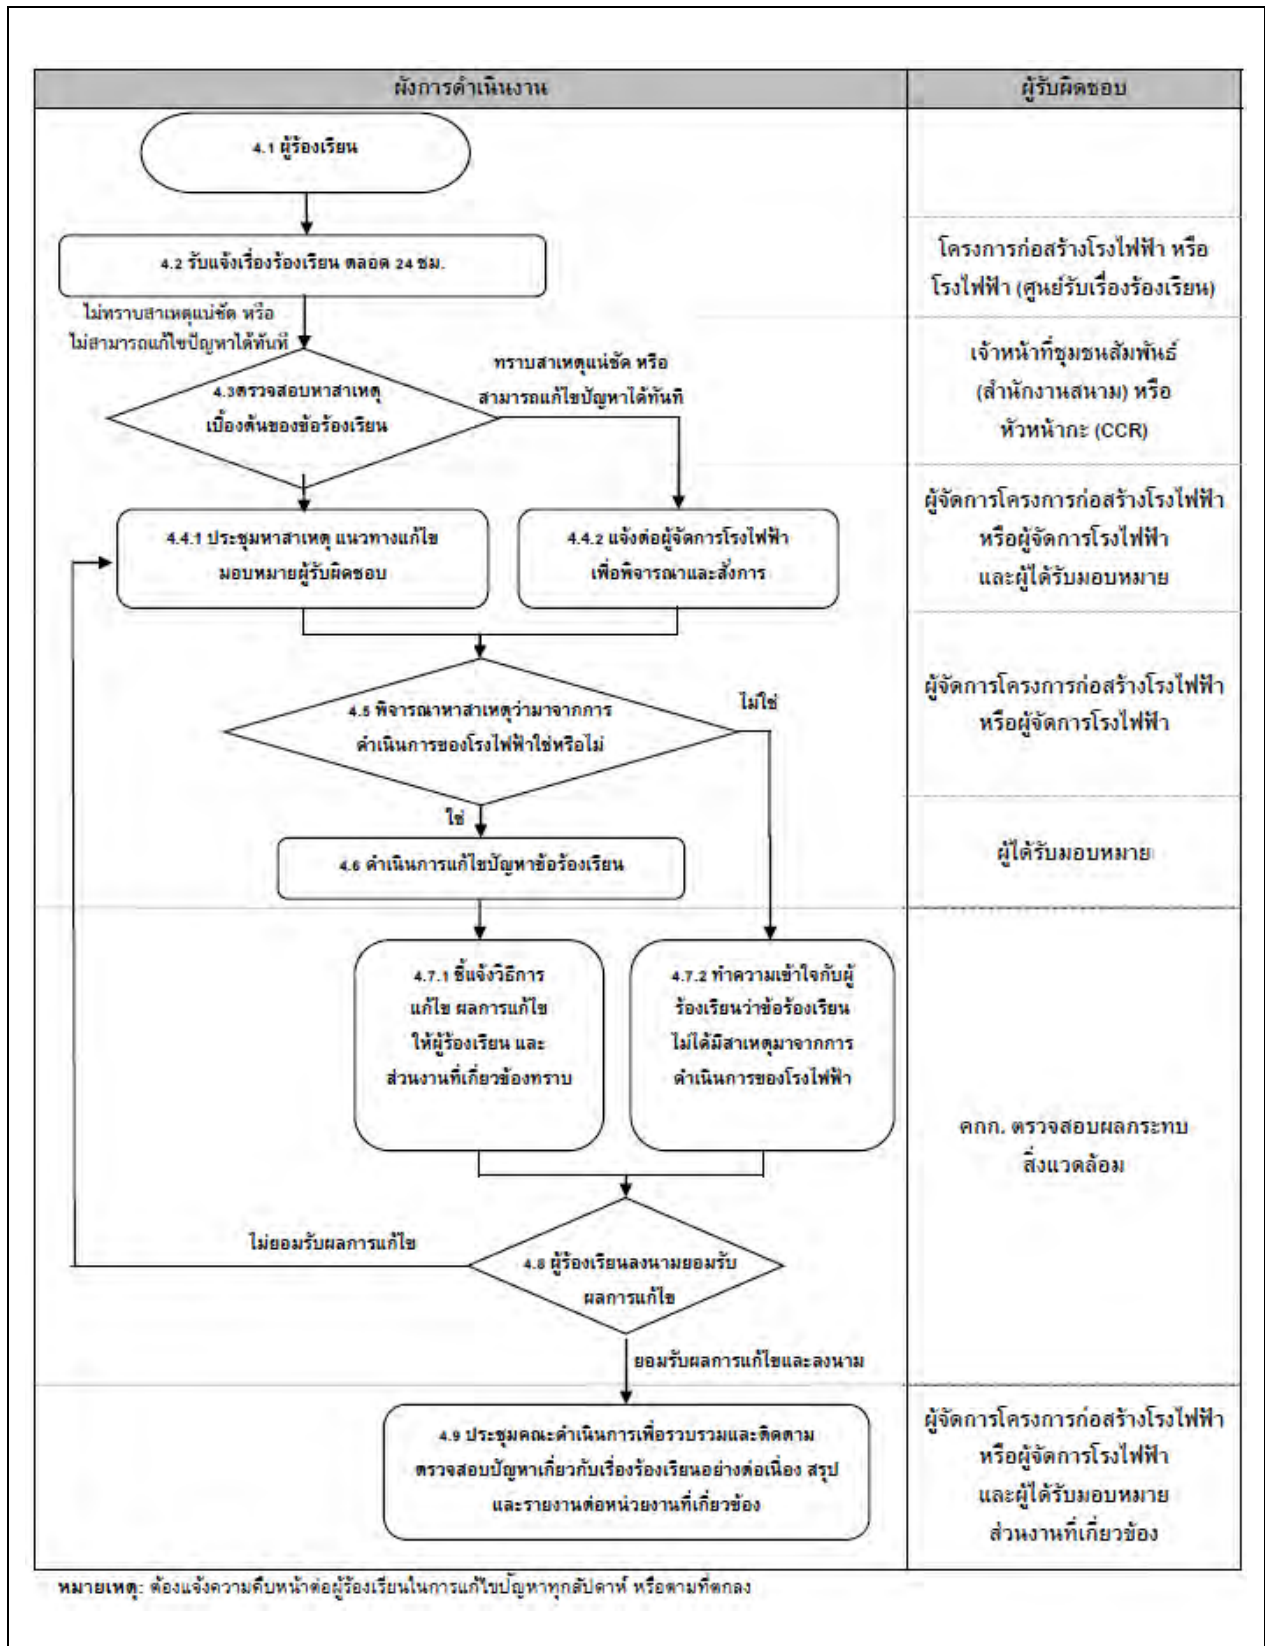 ผังการดำเนินงาน
ผู้รับผิดชอบ
4.1 ผู้ร้องเรียน
4.2 รับแจ้งเรื่องร้องเรียน ตลอด 24 ชม.
โครงการก่อสร้างโรงไฟฟ้า หรือ
โรงไฟฟ้า (ศูนย์รับเรื่องร้องเรียน)
ไม่ทราบสาเหตุแน่ชัด หรือ
ไม่สามารถแก้ไขปัญหาได้ทันที
ทราบสาเหตุแน่ชัด หรือ
สามารถแก้ไขปัญหาได้ทันที
4.3ตรวจสอบหาสาเหตุ
เบื้องต้นของข้อร้องเรียน
เจ้าหน้าที่ชุมชนสัมพันธ์
(สำนักงานสนาม) หรือ
หัวหน้ากะ (CCR)
4.4.1 ประชุมหาสาเหตุ แนวทางแก้ไข
มอบหมายผู้รับผิดชอบ
4.4.2 แจ้งต่อผู้จัดการโรงไฟฟ้า
เพื่อพิจารณาและสั่งการ
ผู้จัดการโครงการก่อสร้างโรงไฟฟ้า
หรือผู้จัดการโรงไฟฟ้า
และผู้ได้รับมอบหมาย
4.5 พิจารณาหาสาเหตุว่ามาจากการ
ดำเนินการของโรงไฟฟ้าใช่หรือไม่
ไม่ใช่
ใช่
ผู้จัดการโครงการก่อสร้างโรงไฟฟ้า
หรือผู้จัดการโรงไฟฟ้า
4.6 ดำเนินการแก้ไขปัญหาข้อร้องเรียน
ผู้ได้รับมอบหมาย
4.7.1 ชี้แจ้งวิธีการ
แก้ไข ผลการแก้ไข
ให้ผู้ร้องเรียน และ
ส่วนงานที่เกี่ยวข้องทราบ
4.7.2 ทำความเข้าใจกับผู้
ร้องเรียนว่าข้อร้องเรียน
ไม่ได้มีสาเหตุมาจากการ
ดำเนินการของโรงไฟฟ้า
คกก. ตรวจสอบผลกระทบ
สิ่งแวดล้อม
ไม่ยอมรับผลการแก้ไข
4.8 ผู้ร้องเรียนลงนามยอมรับ
ผลการแก้ไข
ยอมรับผลการแก้ไขและลงนาม
4.9 ประชุมคณะดำเนินการเพื่อรวบรวมและติดตาม
ตรวจสอบปัญหาเกี่ยวกับเรื่องร้องเรียนอย่างต่อเนื่อง สรุป
และรายงานต่อหน่วยงานที่เกี่ยวข้อง
ผู้จัดการโครงการก่อสร้างโรงไฟฟ้า
หรือผู้จัดการโรงไฟฟ้า
และผู้ได้รับมอบหมาย
ส่วนงานที่เกี่ยวข้อง
หมายเหตุ: ต้องแจ้งความคืบหน้าต่อผู้ร้องเรียนในการแก้ไขปัญหาทุกสัปดาห์ หรือตามที่ตกลง